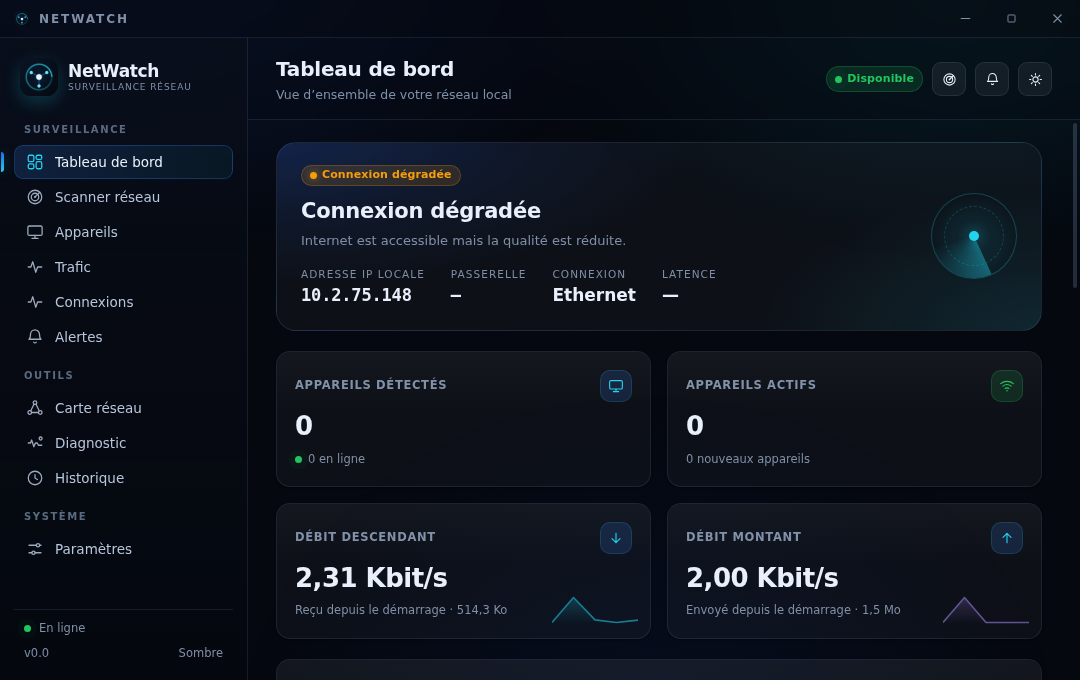 NETWATCH
NetWatch
SURVEILLANCE RÉSEAU
SURVEILLANCE
Tableau de bord
Scanner réseau
Appareils
Trafic
Connexions
Alertes
OUTILS
Carte réseau
Diagnostic
Historique
SYSTÈME
Paramètres
En ligne
v0.0 Sombre
Tableau de bord
Vue d’ensemble de votre réseau local
Disponible
Connexion dégradée
Connexion dégradée
Internet est accessible mais la qualité est réduite.
ADRESSE IP LOCALE PASSERELLE CONNEXION LATENCE
10.2.75.148 — Ethernet —
APPAREILS DÉTECTÉS
0
0 en ligne
APPAREILS ACTIFS
0
0 nouveaux appareils
DÉBIT DESCENDANT
2,31 Kbit/s
Reçu depuis le démarrage · 514,3 Ko
DÉBIT MONTANT
2,00 Kbit/s
Envoyé depuis le démarrage · 1,5 Mo